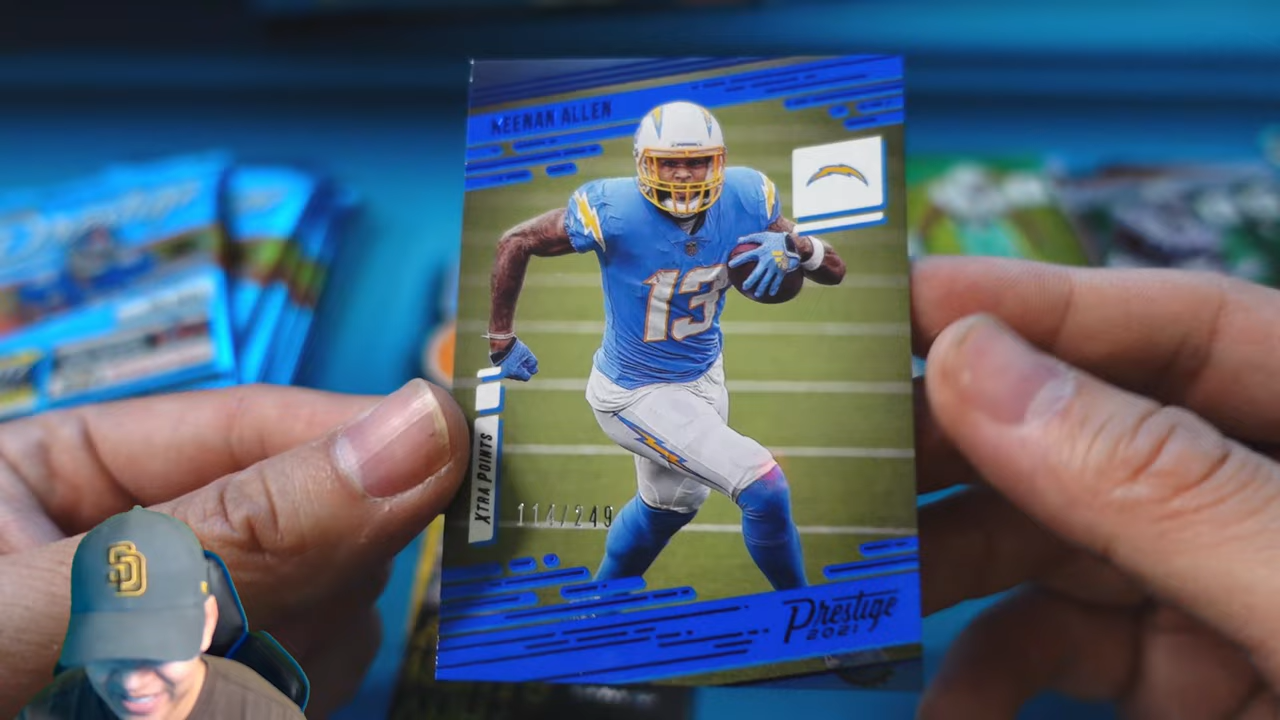 KEENAN ALLEN
13
XTRA POINTS
114/249
Prestige
2021
SD